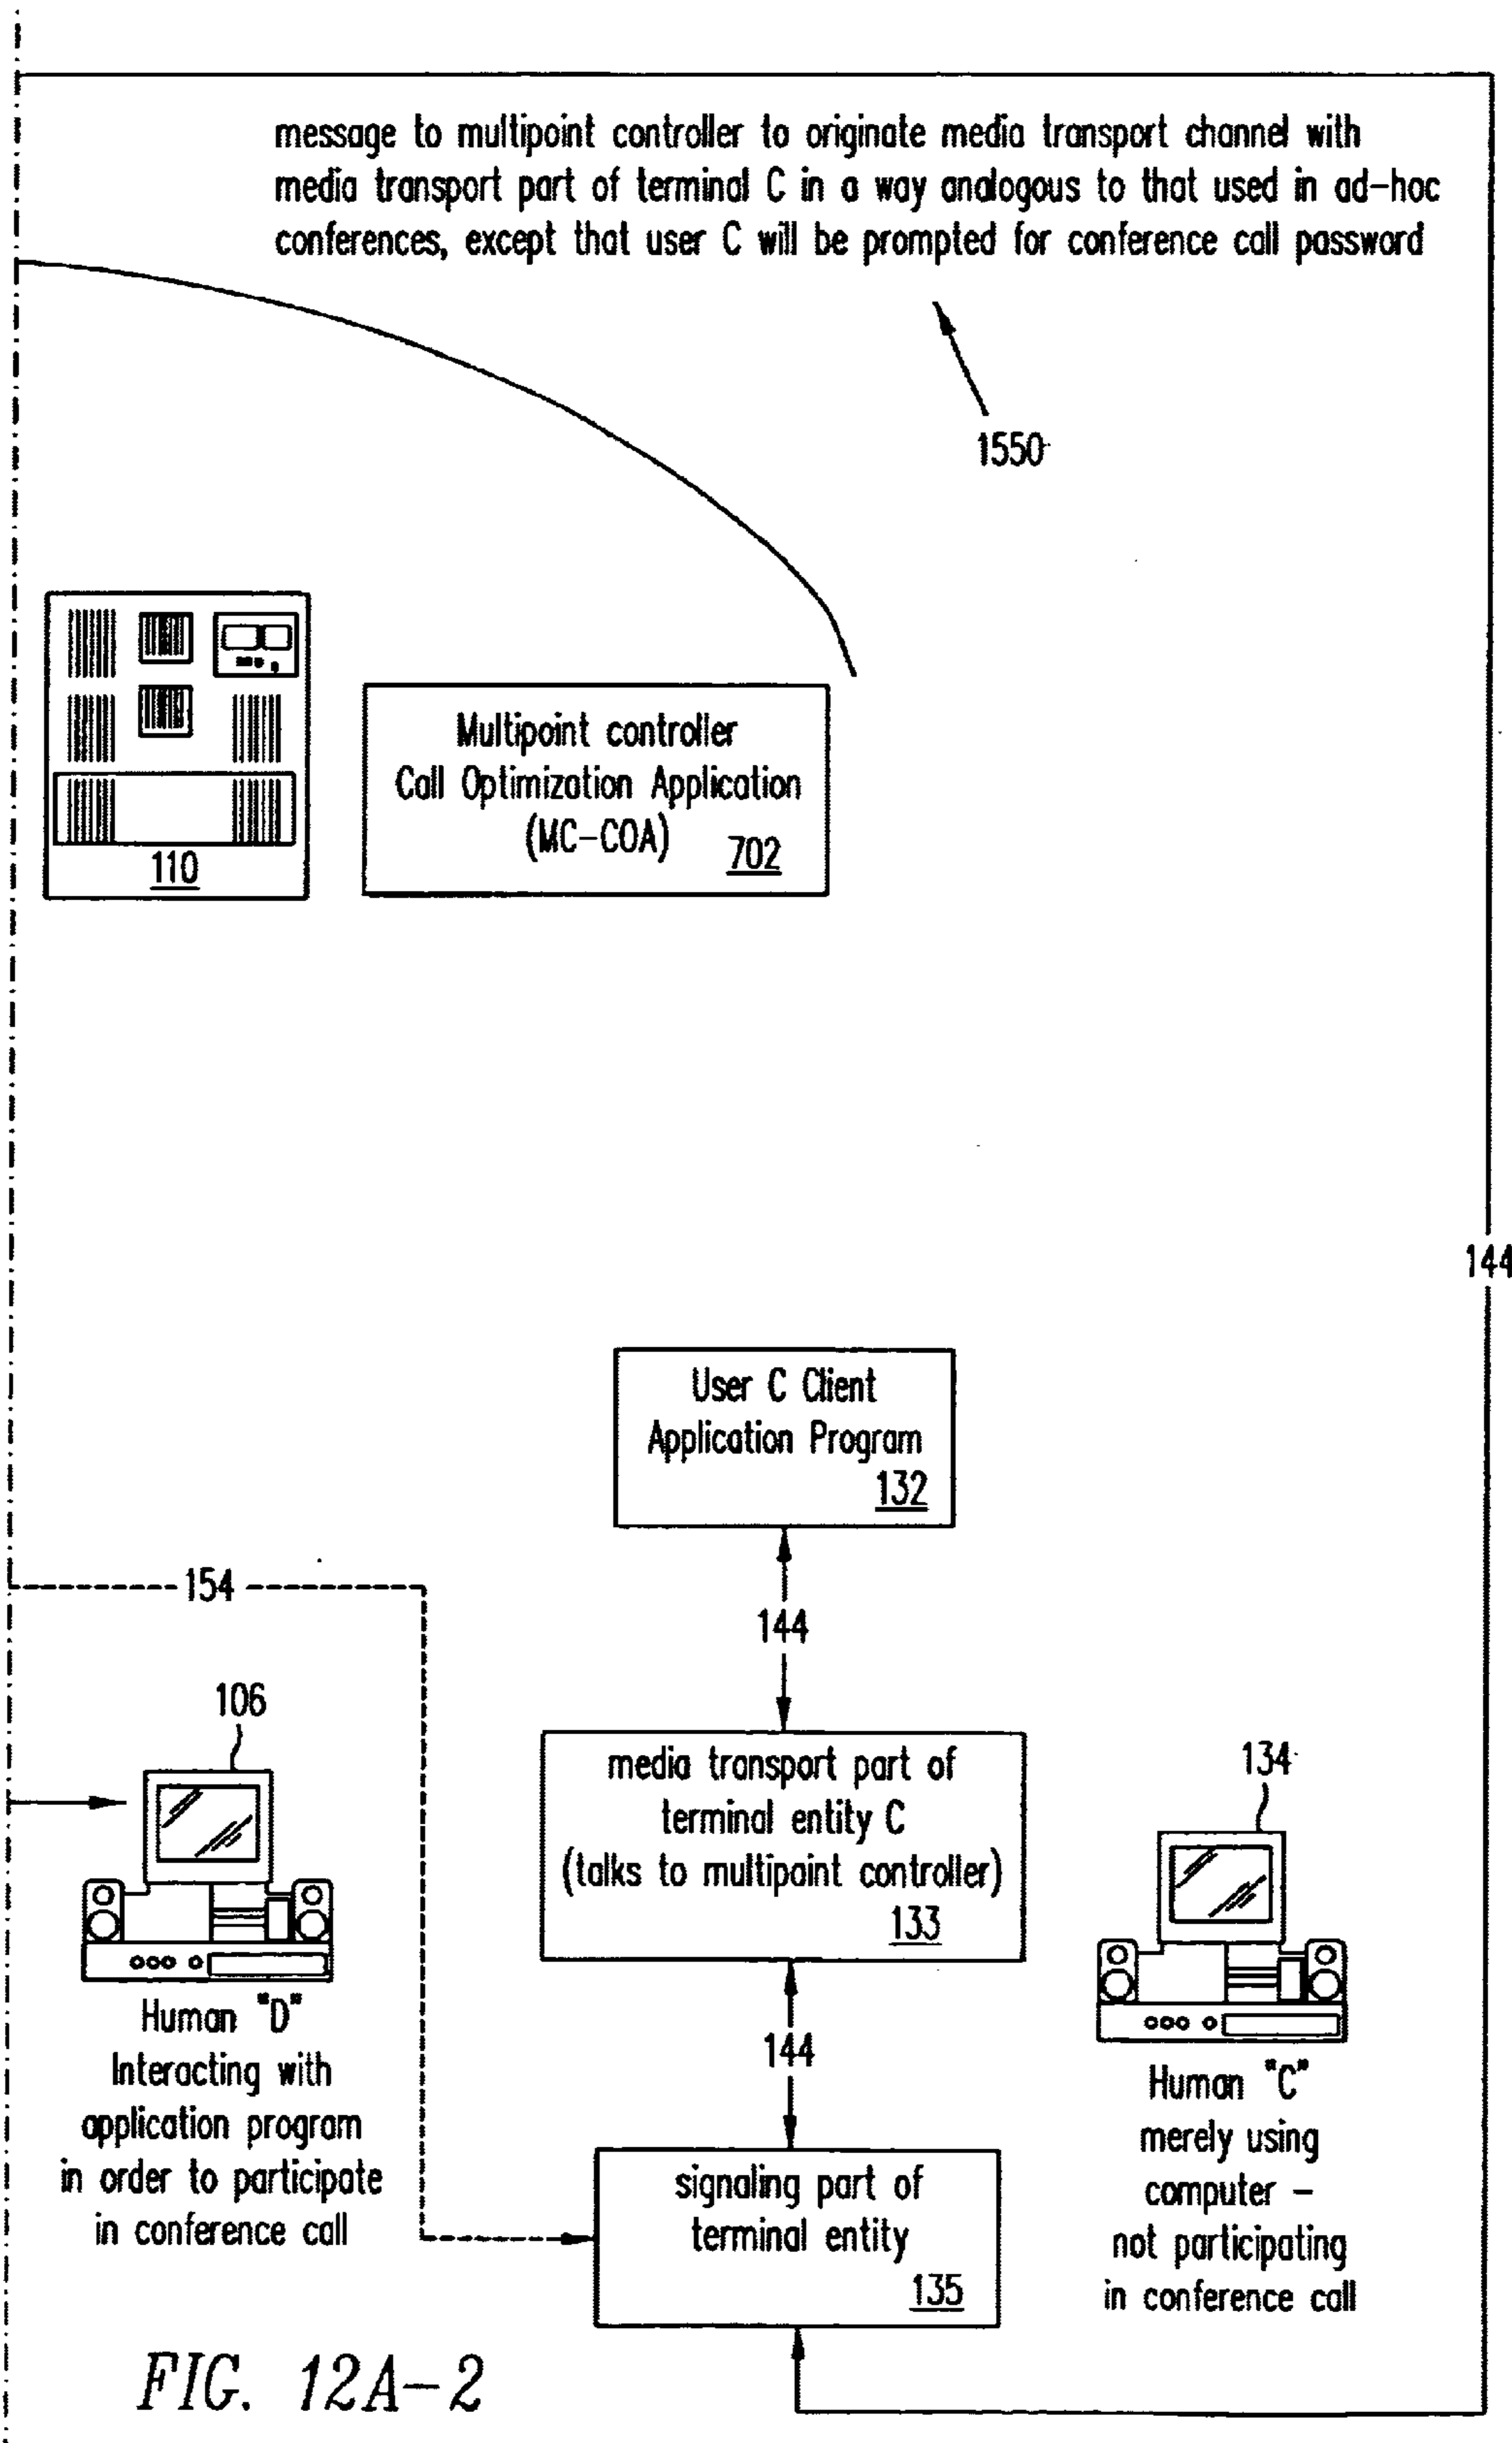 message to multipoint controller to originate media transport channel with
media transport part of terminal C in a way analogous to that used in ad-hoc
conferences, except that user C will be prompted for conference call password
1550
Multipoint controller
Call Optimization Application
(MC-COA) 702
110
144
User C Client
Application Program
132
154
144
106
media transport part of
terminal entity C
(talks to multipoint controller)
133
134
Human "D"
Interacting with
application program
in order to participate
in conference call
144
Human "C"
merely using
computer –
not participating
in conference call
signaling part of
terminal entity
135
FIG. 12A-2